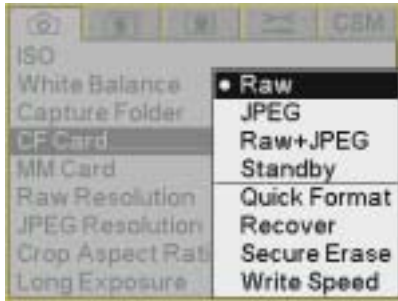 CSM
ISO
White Balance
Capture Folder
CF Card
MM Card
Raw Resolution
JPEG Resolution
Crop Aspect Rati
Long Exposure
Raw
JPEG
Raw+JPEG
Standby
Quick Format
Recover
Secure Erase
Write Speed